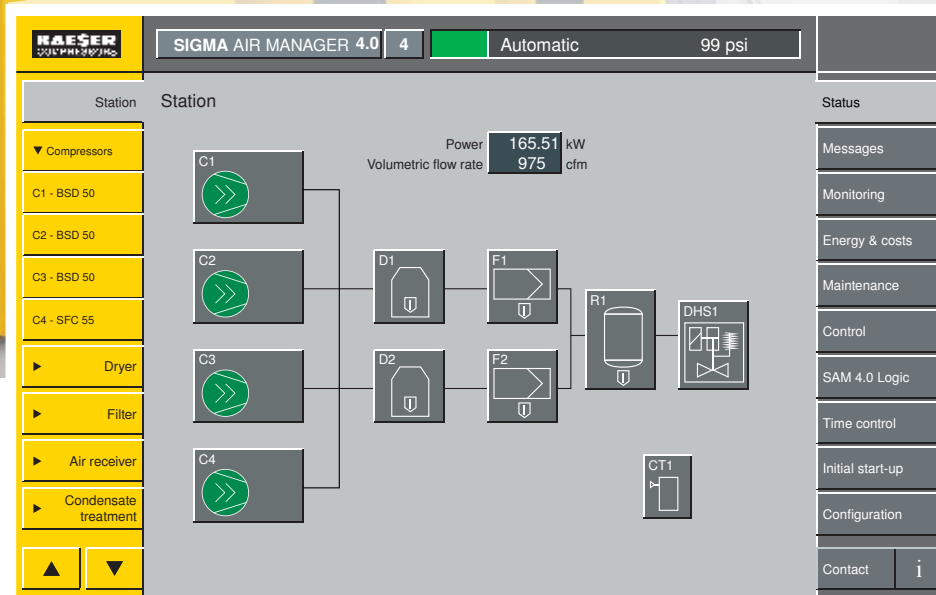 KAESER
KOMPRESSOREN
SIGMA AIR MANAGER 4.0
4
Automatic
99 psi
Station
▼ Compressors
C1 - BSD 50
C2 - BSD 50
C3 - BSD 50
C4 - SFC 55
Dryer
Filter
Air receiver
Condensate
treatment
Station
Power 165.51 kW
Volumetric flow rate 975 cfm
C1
C2
D1
F1
R1
DHS1
C3
D2
F2
C4
CT1
Status
Messages
Monitoring
Energy & costs
Maintenance
Control
SAM 4.0 Logic
Time control
Initial start-up
Configuration
Contact
i